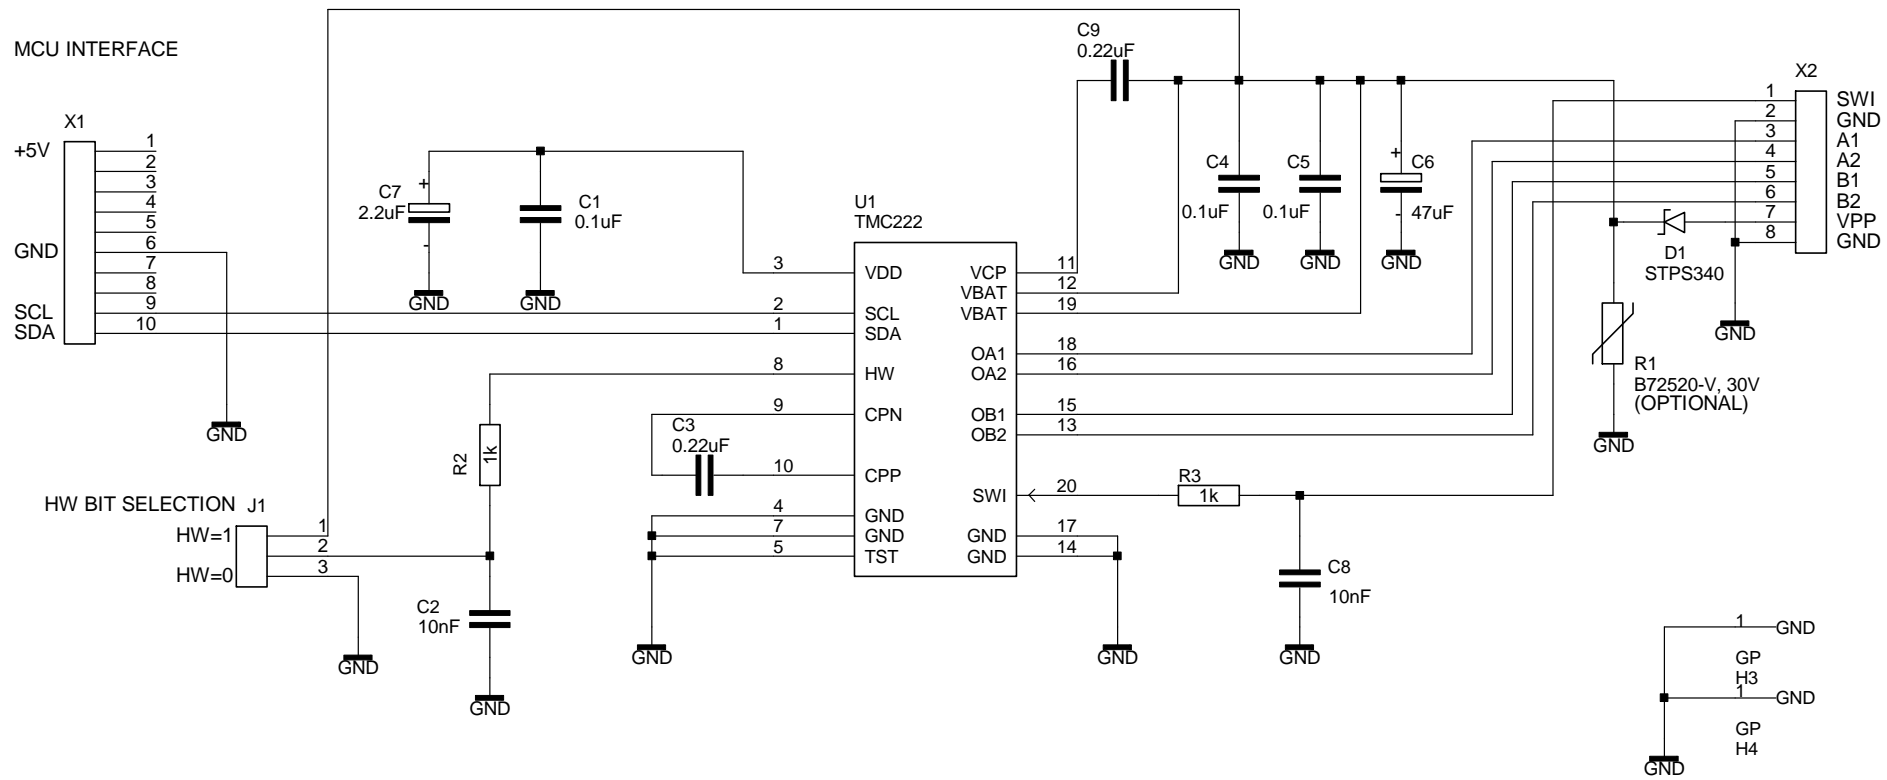 MCU INTERFACE
X1
+5V
GND
SCL
SDA
1
2
3
4
5
6
7
8
9
10
GND
C7
2.2uF
+
-
GND
C1
0.1uF
GND
HW BIT SELECTION J1
HW=1
HW=0
1
2
3
GND
R2
1k
C2
10nF
GND
C3
0.22uF
GND
U1
TMC222
3 VDD
2 SCL
1 SDA
8 HW
9 CPN
10 CPP
4 GND
7 GND
5 TST
VCP 11
VBAT 12
VBAT 19
OA1 18
OA2 16
OB1 15
OB2 13
SWI 20
GND 17
GND 14
GND
C9
0.22uF
C4
0.1uF
GND
C5
0.1uF
GND
+
C6
- 47uF
GND
R3
1k
C8
10nF
GND
X2
1 SWI
2 GND
3 A1
4 A2
5 B1
6 B2
7 VPP
8 GND
D1
STPS340
GND
R1
B72520-V, 30V
(OPTIONAL)
GND
1 GND
GP
H3
1 GND
GP
H4
GND